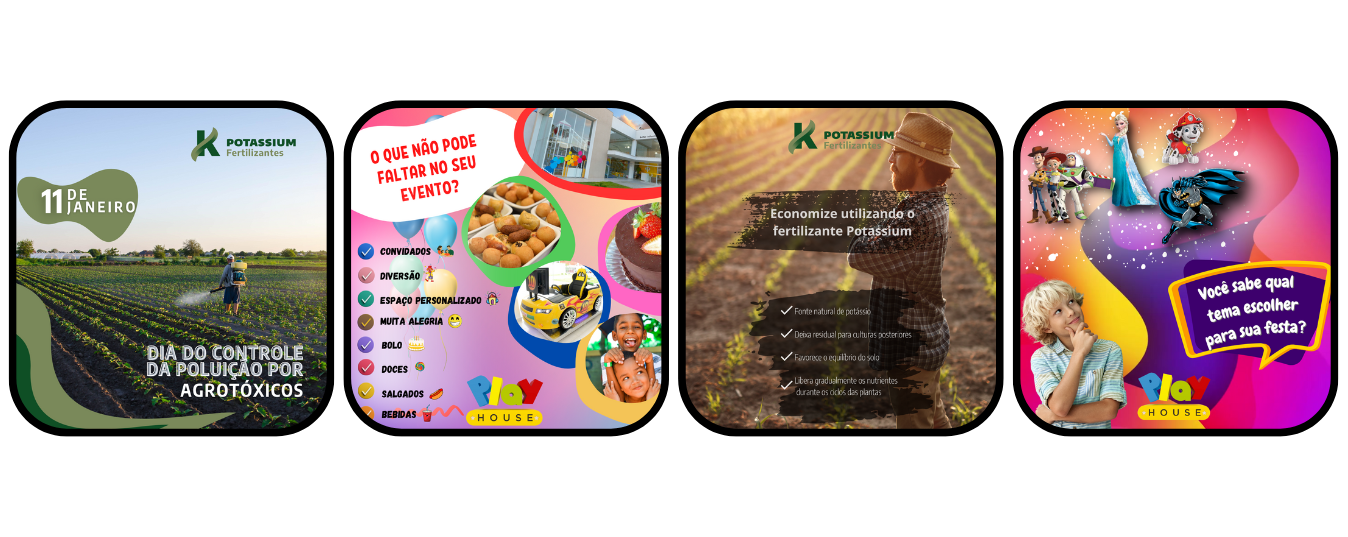 POTASSIUM
Fertilizantes
11 DE
JANEIRO
DIA DO CONTROLE
DA POLUIÇÃO POR
AGROTÓXICOS
O QUE NÃO PODE
FALTAR NO SEU
EVENTO?
CONVIDADOS
DIVERSÃO
ESPAÇO PERSONALIZADO
MUITA ALEGRIA
BOLO
DOCES
SALGADOS
BEBIDAS
Play
HOUSE
POTASSIUM
Fertilizantes
Economize utilizando o
fertilizante Potassium
Fonte natural de potássio
Deixa residual para culturas posteriores
Favorece o equilíbrio do solo
Libera gradualmente os nutrientes
durante os ciclos das plantas
Você sabe qual
tema escolher
para sua festa?
Play
HOUSE